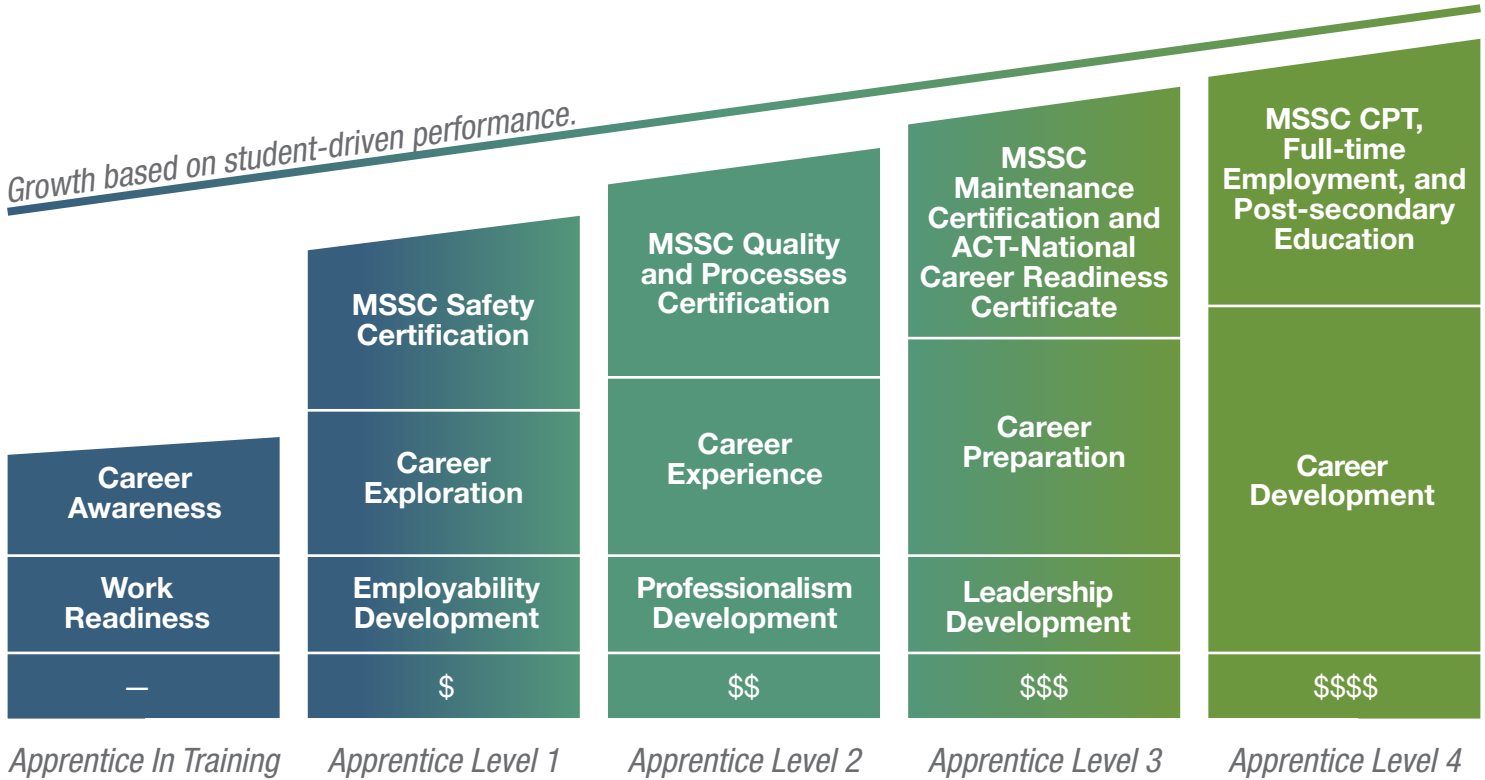 Growth based on student-driven performance.
Career
Awareness
Work
Readiness
—
Apprentice In Training
MSSC Safety
Certification
Career
Exploration
Employability
Development
$
Apprentice Level 1
MSSC Quality
and Processes
Certification
Career
Experience
Professionalism
Development
$$
Apprentice Level 2
MSSC
Maintenance
Certification and
ACT-National
Career Readiness
Certificate
Career
Preparation
Leadership
Development
$$$
Apprentice Level 3
MSSC CPT,
Full-time
Employment, and
Post-secondary
Education
Career
Development
$$$$
Apprentice Level 4